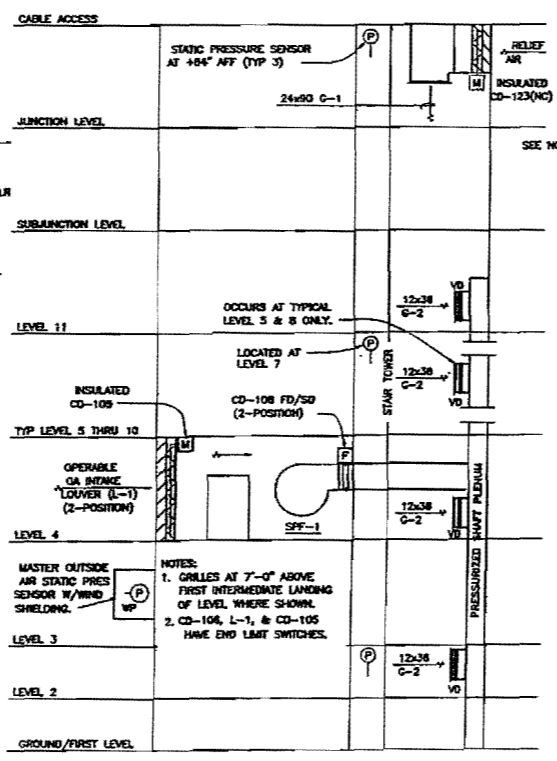 CABLE ACCESS
STATIC PRESSURE SENSOR
AT +84" AFF (TYP 3)
P
RELIEF
AIR
M
INSULATED
CD-123(NC)
24x90 G-1
JUNCTION LEVEL
SEE
SUBJUNCTION LEVEL
VD
12x36
G-2
OCCURS AT TYPICAL
LEVEL 5 & 8 ONLY.
LEVEL 11
LOCATED AT
LEVEL 7
P
STAIR TOWER
12x36
G-2
VD
INSULATED
CD-105
CD-106 FD/SD
(2-POSITION)
TYP LEVEL 5 THRU 10
M
F
OPERABLE
OA INTAKE
LOUVER (L-1)
(2-POSITION)
SPF-1
12x36
G-2
VD
PRESSURIZED SHAFT PLENUM
LEVEL 4
MASTER OUTSIDE
AIR STATIC PRES
SENSOR W/WIND
SHIELDING.
P
WP
NOTES:
1. GRILLES AT 7'-0" ABOVE
FIRST INTERMEDIATE LANDING
OF LEVEL WHERE SHOWN.
2. CD-106, L-1, & CD-105
HAVE END LIMIT SWITCHES.
LEVEL 3
P
12x36
G-2
VD
LEVEL 2
GROUND/FIRST LEVEL